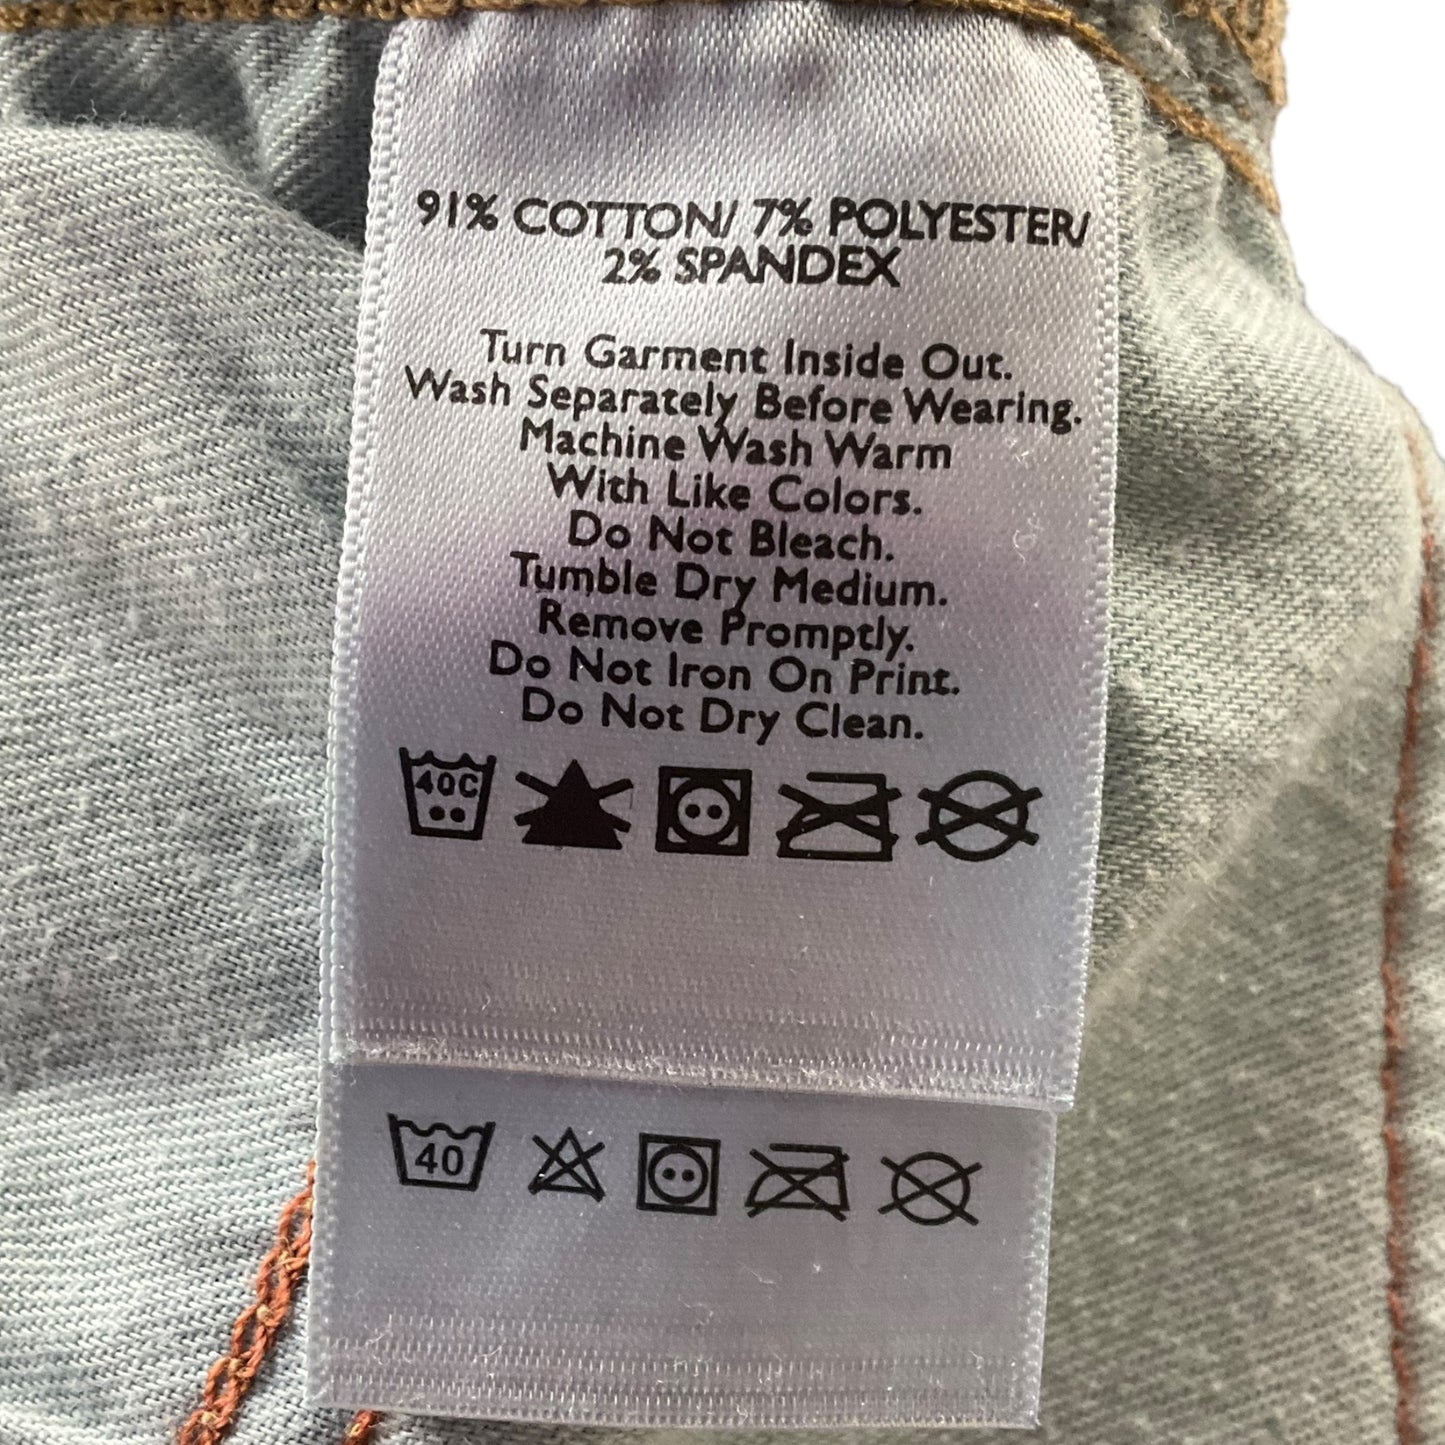 91% COTTON/ 7% POLYESTER/
2% SPANDEX
Turn Garment Inside Out.
Wash Separately Before Wearing.
Machine Wash Warm
With Like Colors.
Do Not Bleach.
Tumble Dry Medium.
Remove Promptly.
Do Not Iron On Print.
Do Not Dry Clean.
40C
40